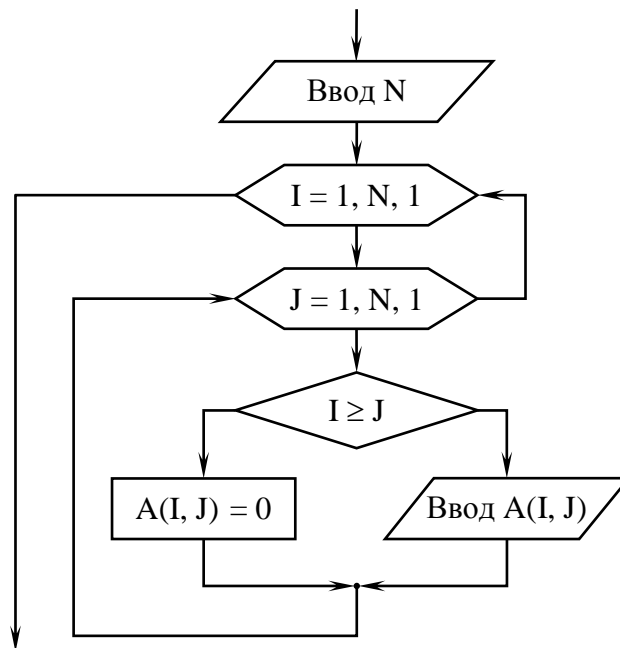 Ввод N
I = 1, N, 1
J = 1, N, 1
I ≥ J
A(I, J) = 0
Ввод A(I, J)